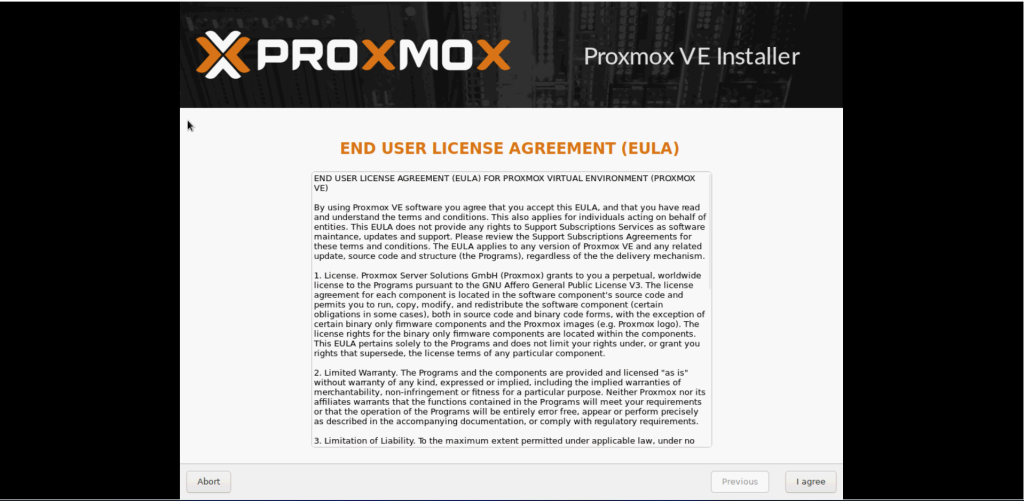 PROXMOX
Proxmox VE Installer
END USER LICENSE AGREEMENT (EULA)
END USER LICENSE AGREEMENT (EULA) FOR PROXMOX VIRTUAL ENVIRONMENT (PROXMOX
VE)
By using Proxmox VE software you agree that you accept this EULA, and that you have read
and understand the terms and conditions. This also applies for individuals acting on behalf of
entities. This EULA does not provide any rights to Support Subscriptions Services as software
maintance, updates and support. Please review the Support Subscriptions Agreements for
these terms and conditions. The EULA applies to any version of Proxmox VE and any related
update, source code and structure (the Programs), regardless of the the delivery mechanism.
1. License. Proxmox Server Solutions GmbH (Proxmox) grants to you a perpetual, worldwide
license to the Programs pursuant to the GNU Affero General Public License V3. The license
agreement for each component is located in the software component's source code and
permits you to run, copy, modify, and redistribute the software component (certain
obligations in some cases), both in source code and binary code forms, with the exception of
certain binary only firmware components and the Proxmox images (e.g. Proxmox logo). The
license rights for the binary only firmware components are located within the components.
This EULA pertains solely to the Programs and does not limit your rights under, or grant you
rights that supersede, the license terms of any particular component.
2. Limited Warranty. The Programs and the components are provided and licensed "as is"
without warranty of any kind, expressed or implied, including the implied warranties of
merchantability, non-infringement or fitness for a particular purpose. Neither Proxmox nor its
affiliates warrants that the functions contained in the Programs will meet your requirements
or that the operation of the Programs will be entirely error free, appear or perform precisely
as described in the accompanying documentation, or comply with regulatory requirements.
3. Limitation of Liability. To the maximum extent permitted under applicable law, under no
Abort
Previous
I agree